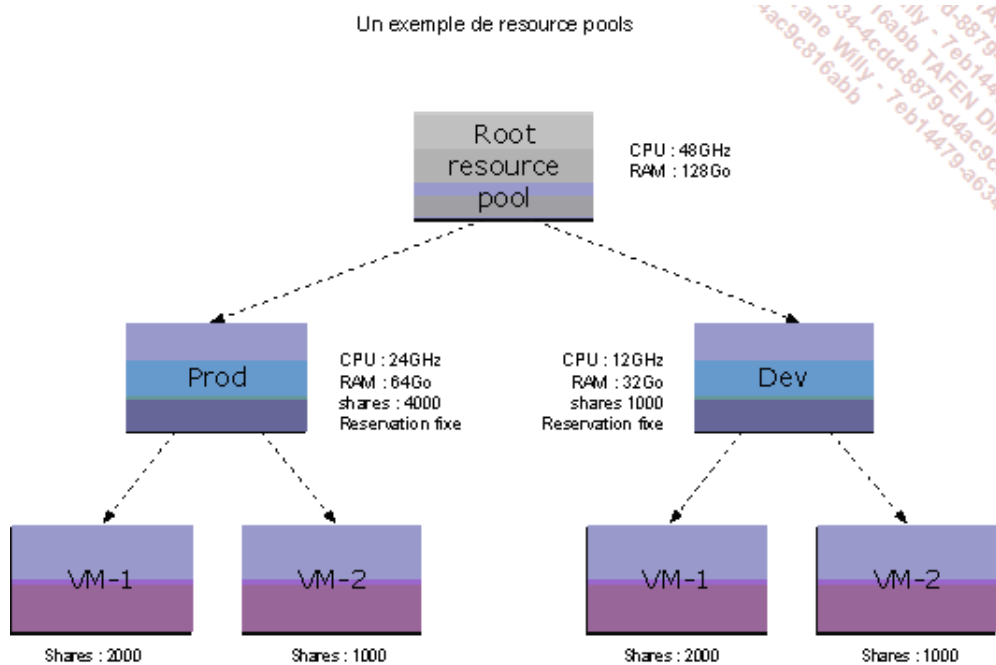 Un exemple de resource pools
Root
resource
pool
CPU : 48GHz
RAM : 128Go
Prod
CPU : 24GHz
RAM : 64Go
shares : 4000
Reservation fixe
CPU : 12GHz
RAM : 32Go
shares 1000
Reservation fixe
Dev
VM-1
VM-2
VM-1
VM-2
Shares : 2000
Shares : 1000
Shares : 2000
Shares : 1000